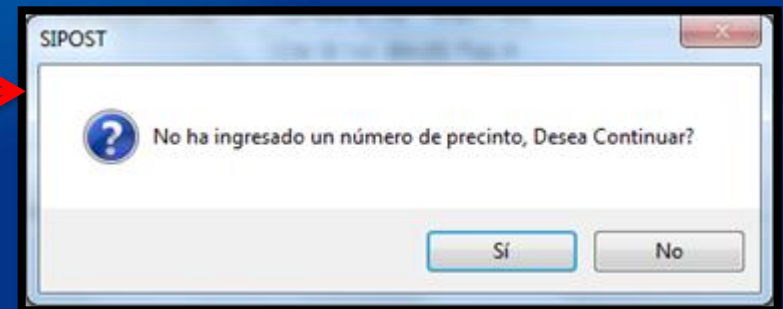 SIPOST
No ha ingresado un número de precinto, Desea Continuar?
Sí
No